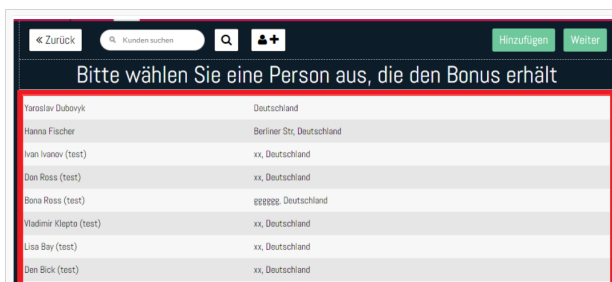 « Zurück Kunden suchen Hinzufügen Weiter
Bitte wählen Sie eine Person aus, die den Bonus erhält
Yaroslav Dubovyk Deutschland
Hanna Fischer Berliner Str, Deutschland
Ivan Ivanov (test) xx, Deutschland
Don Ross (test) xx, Deutschland
Bona Ross (test) gggggg, Deutschland
Vladimir Klepto (test) xx, Deutschland
Lisa Bay (test) xx, Deutschland
Den Bick (test) xx, Deutschland